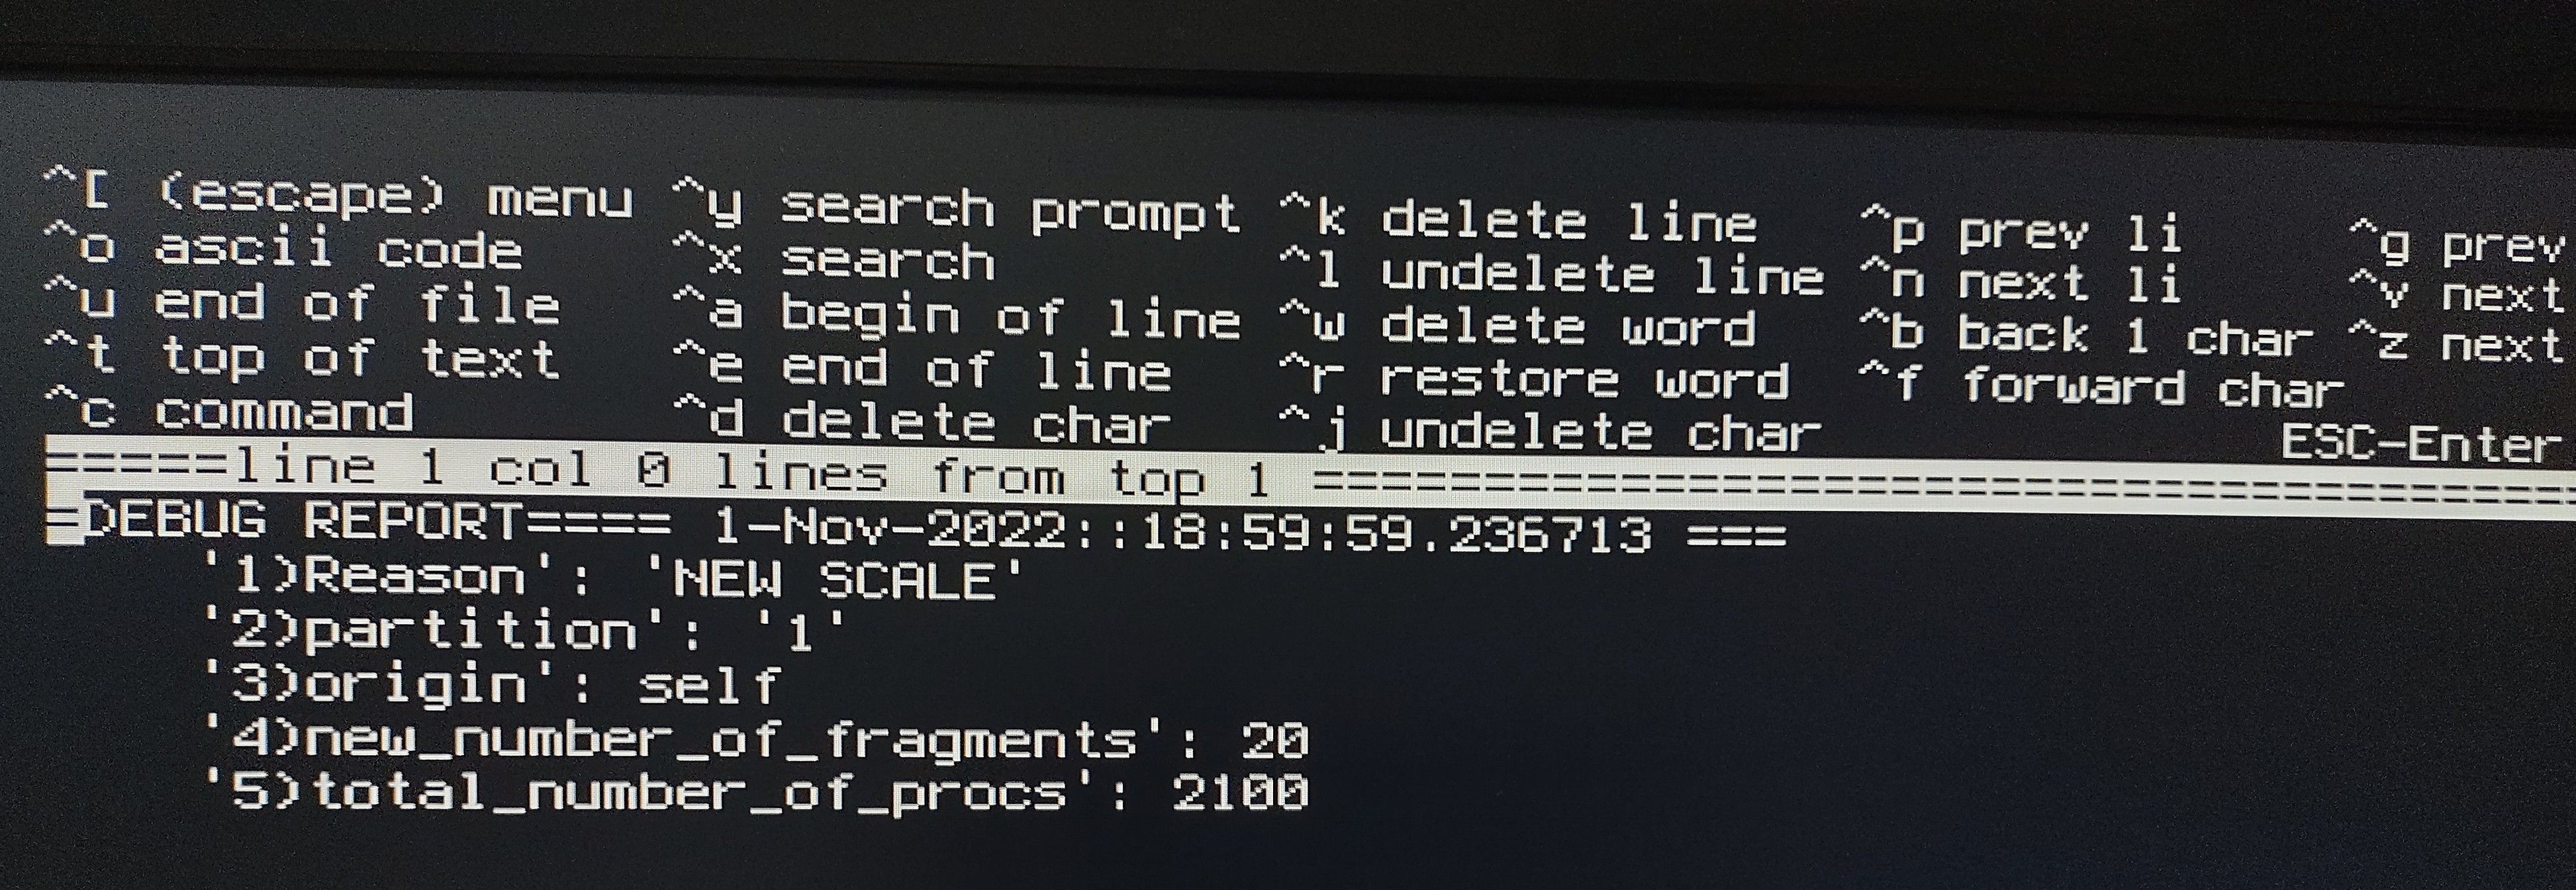 ^[ (escape) menu ^y search prompt ^k delete line   ^p prev li     ^g prev
^o ascii code    ^x search        ^l undelete line ^n next li     ^v next
^u end of file   ^a begin of line ^w delete word   ^b back 1 char ^z next
^t top of text   ^e end of line   ^r restore word  ^f forward char
^c command       ^d delete char   ^j undelete char             ESC-Enter
=====line 1 col 0 lines from top 1 ===================================
=DEBUG REPORT==== 1-Nov-2022::18:59:59.236713 ===
'1)Reason': 'NEW SCALE'
'2)partition': '1'
'3)origin': self
'4)new_number_of_fragments': 20
'5)total_number_of_procs': 2100